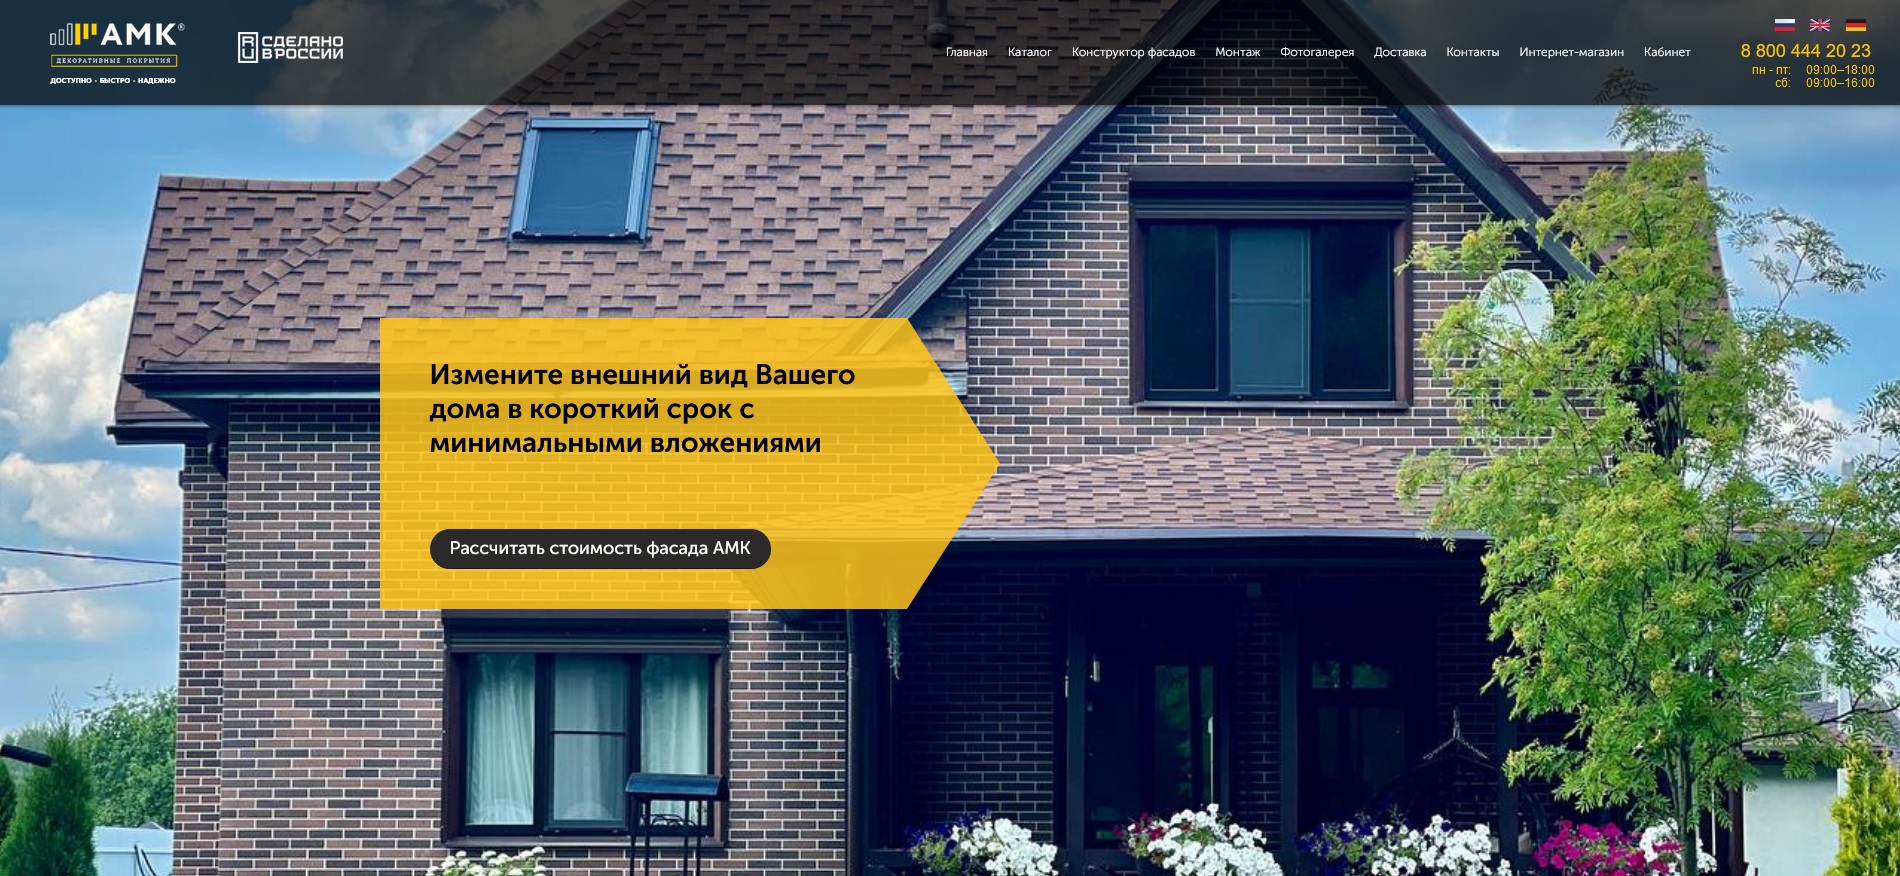 АМК®
ДЕКОРАТИВНЫЕ ПОКРЫТИЯ
ДОСТУПНО • БЫСТРО • НАДЕЖНО
СДЕЛАНО
В РОССИИ
Главная Каталог Конструктор фасадов Монтаж Фотогалерея Доставка Контакты Интернет-магазин Кабинет
8 800 444 20 23
пн - пт: 09:00–18:00
сб: 09:00–16:00
Измените внешний вид Вашего
дома в короткий срок с
минимальными вложениями
Рассчитать стоимость фасада АМК